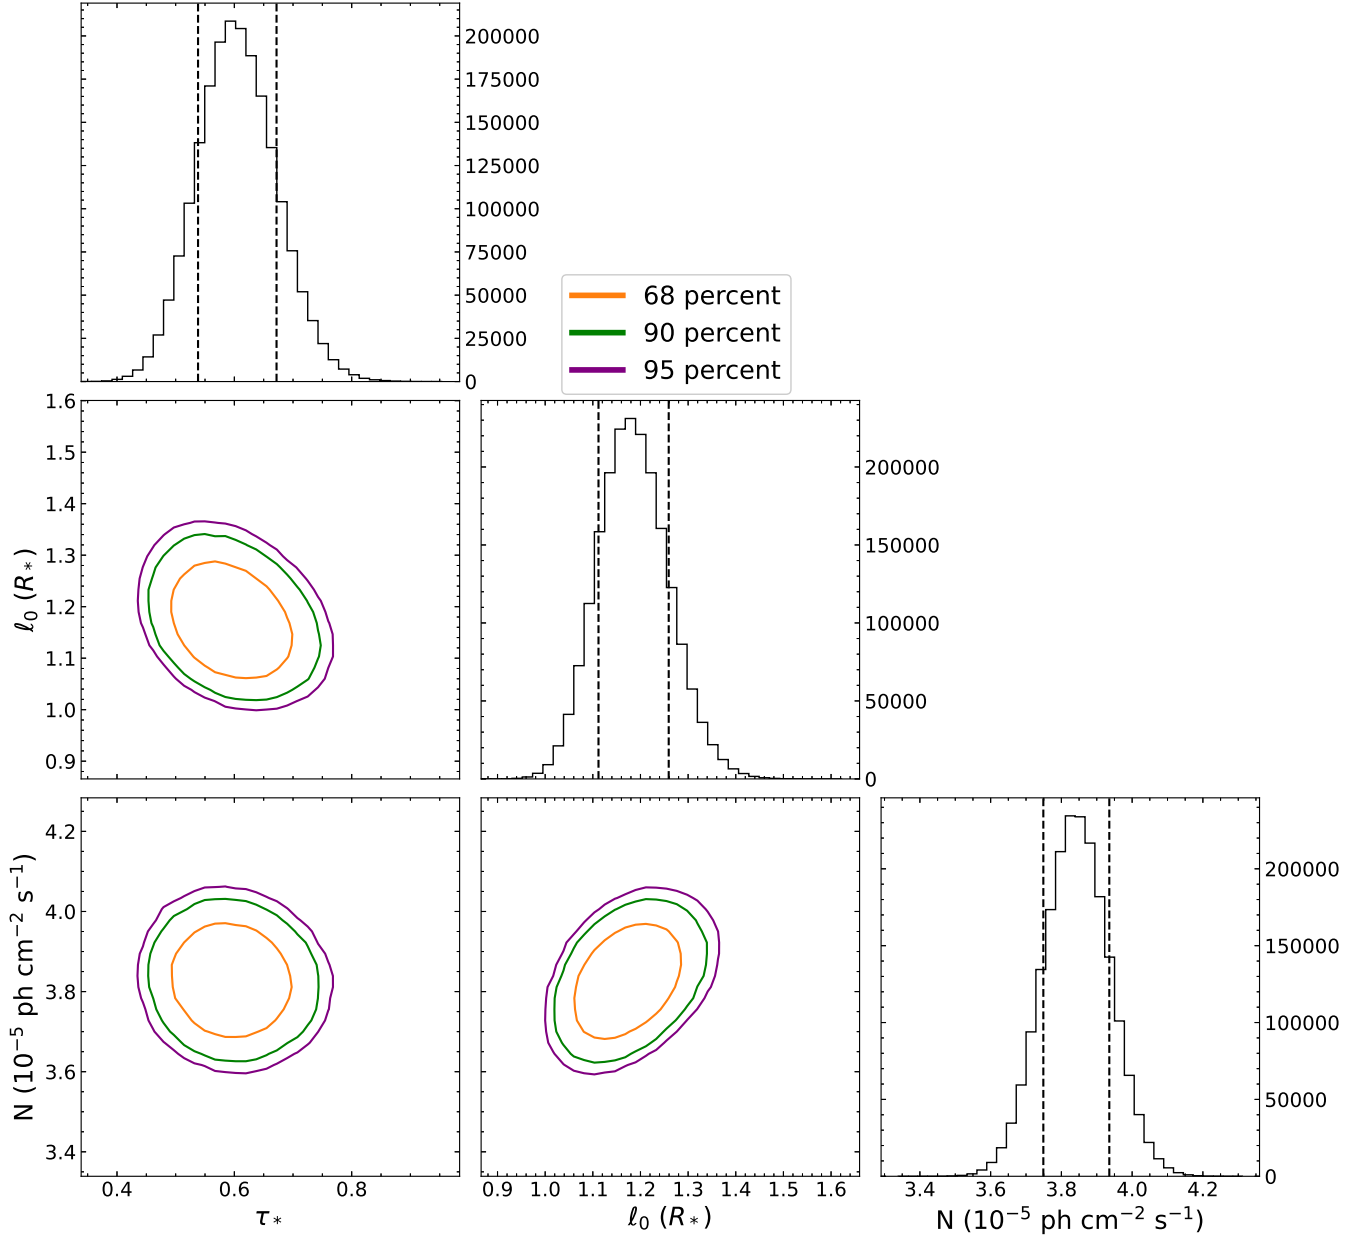 200000
175000
150000
125000
100000
75000
50000
25000
0
68 percent
90 percent
95 percent
1.6
1.5
1.4
1.3
1.2
1.1
1.0
0.9
ℓ₀ (R⁎)
200000
150000
100000
50000
0
4.2
4.0
3.8
3.6
3.4
N (10⁻⁵ ph cm⁻² s⁻¹)
200000
150000
100000
50000
0
0.4 0.6 0.8
0.9 1.0 1.1 1.2 1.3 1.4 1.5 1.6
3.4 3.6 3.8 4.0 4.2
τ⁎
ℓ₀ (R⁎)
N (10⁻⁵ ph cm⁻² s⁻¹)